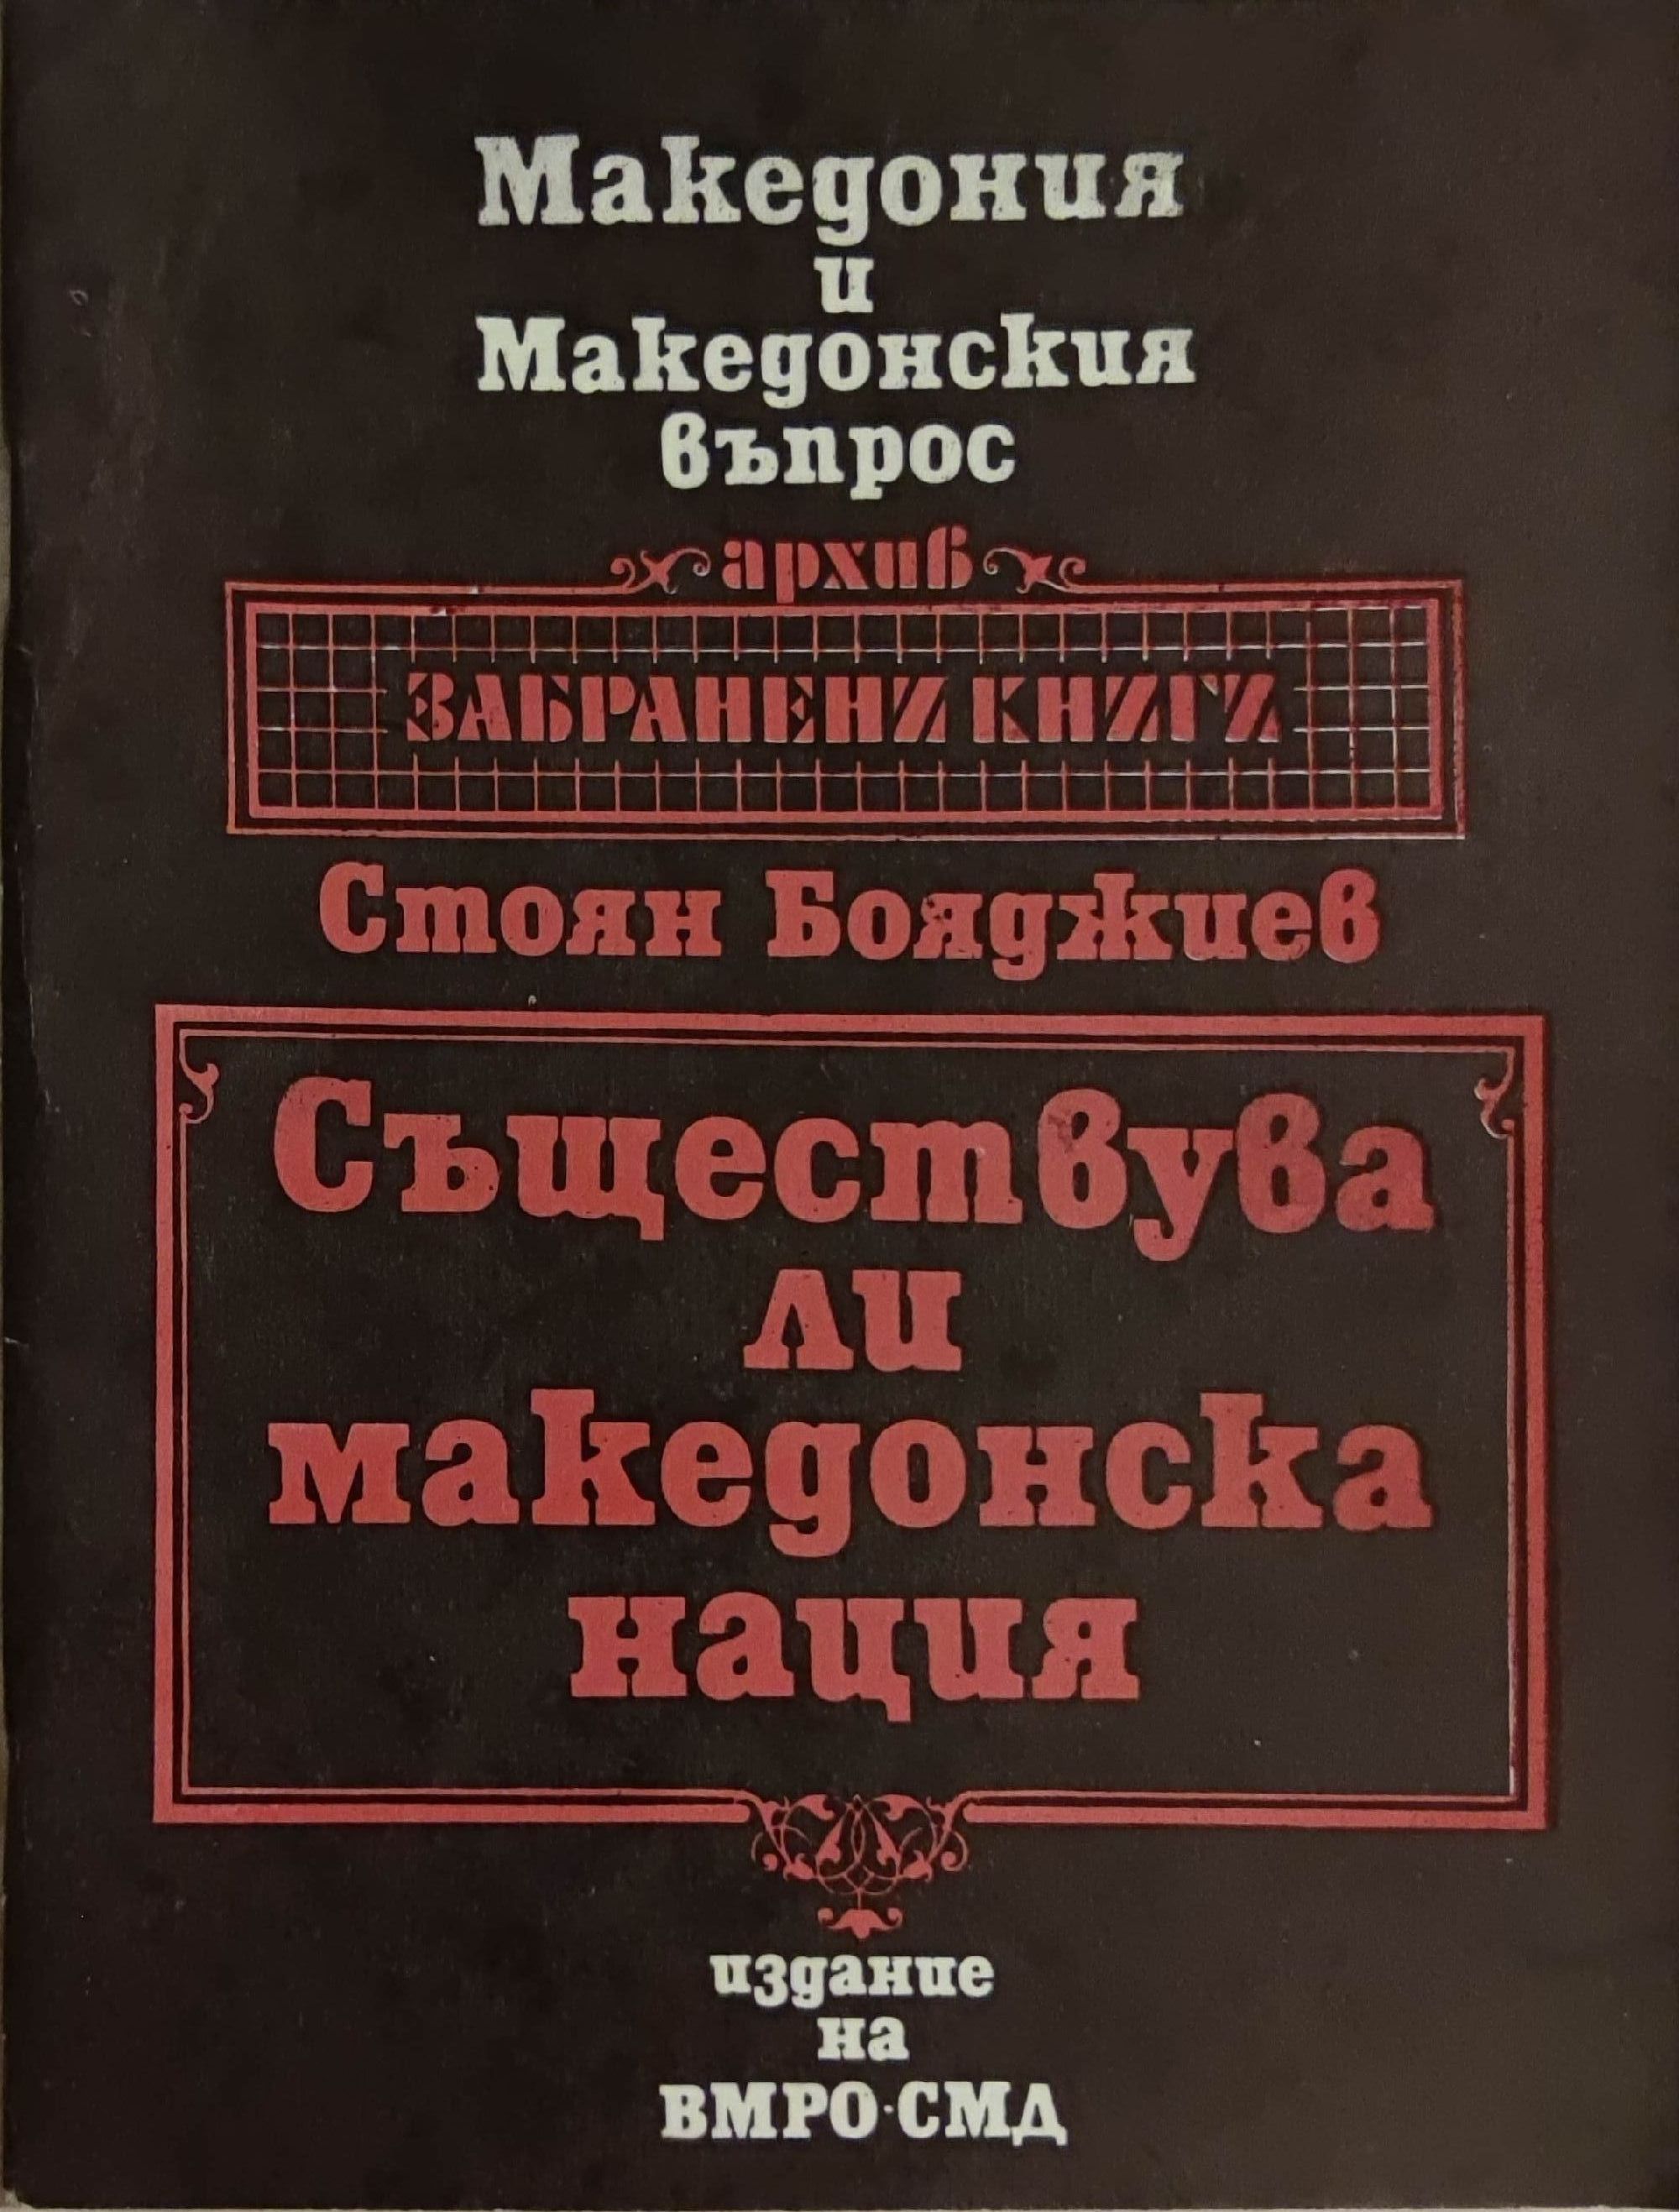 Македония
и
Македонския
въпрос
архив
ЗАБРАНЕНИ КНИГИ
Стоян Бояджиев
Съществува
ли
македонска
нация
издание
на
ВМРО·СМД